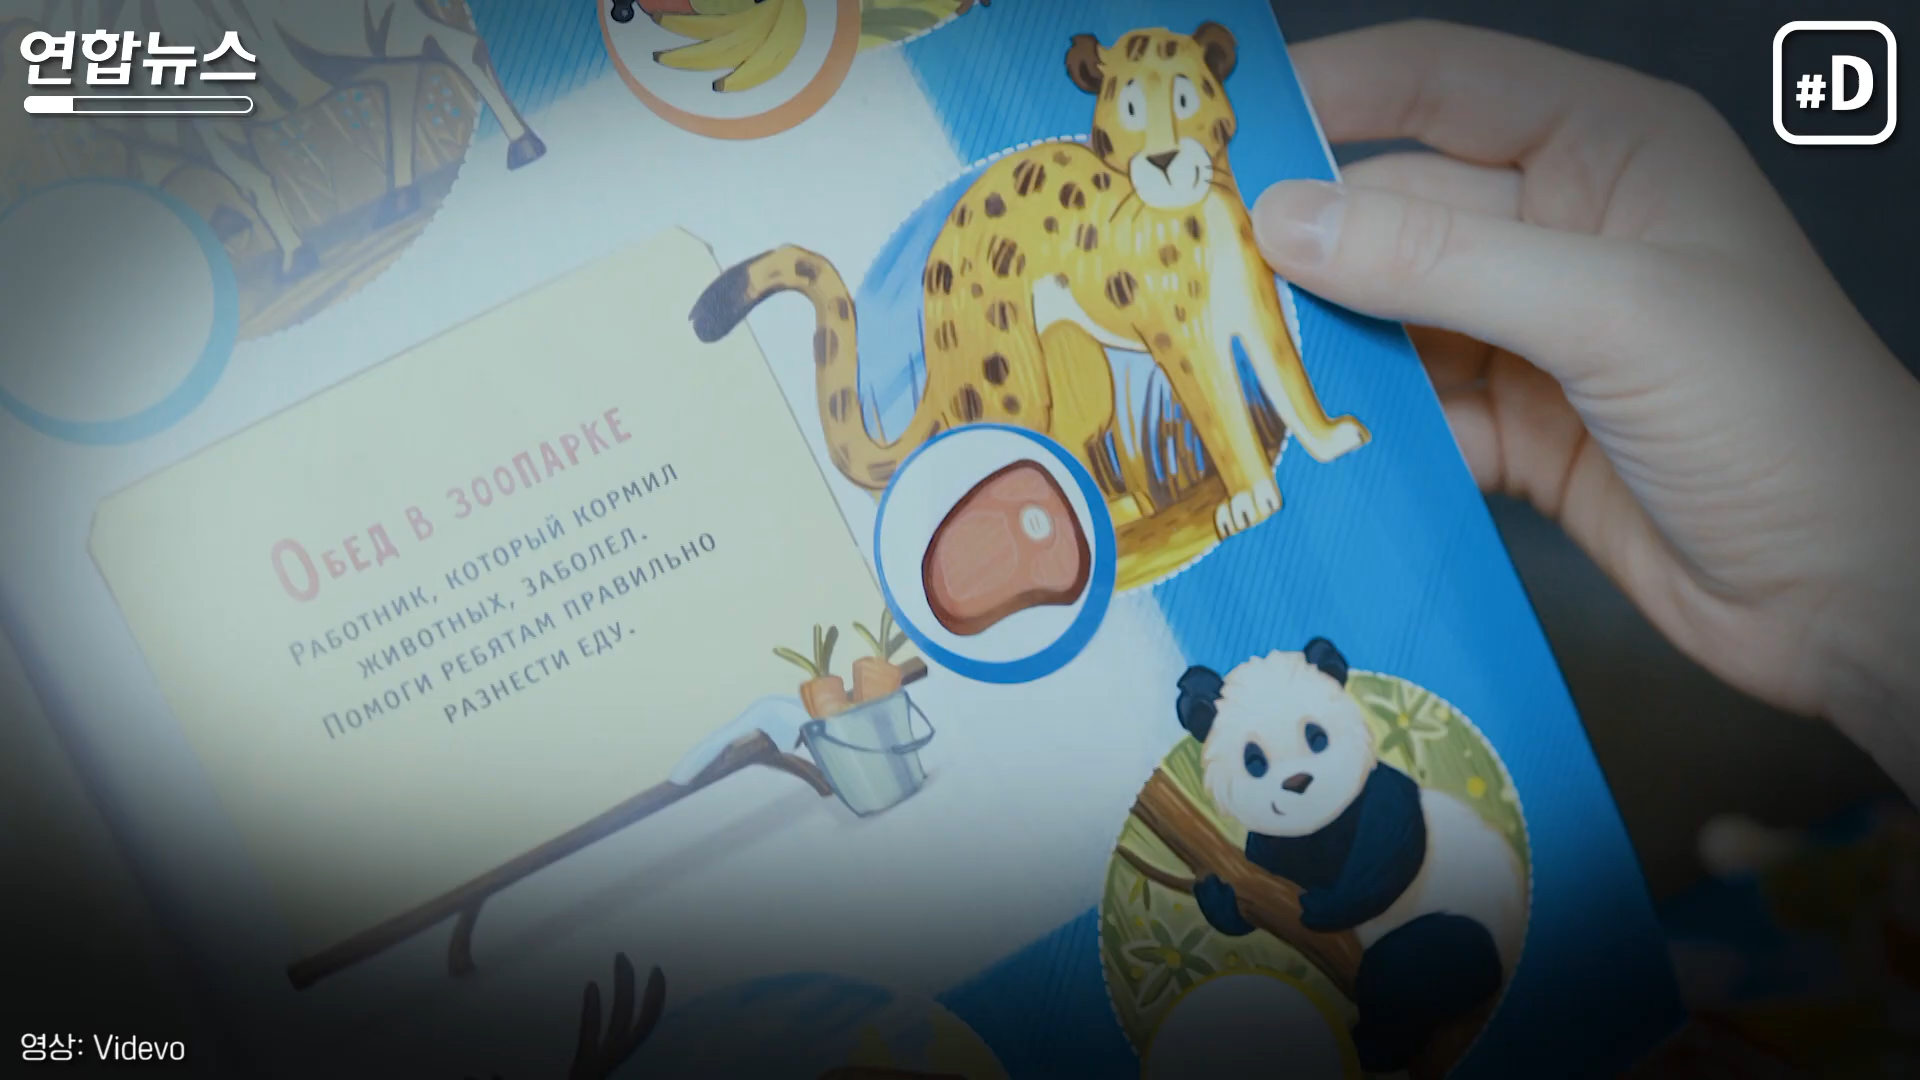 연합뉴스
#D
Обед в зоопарке
Работник, который кормил
животных, заболел.
Помоги ребятам правильно
разнести еду.
영상: Videvo